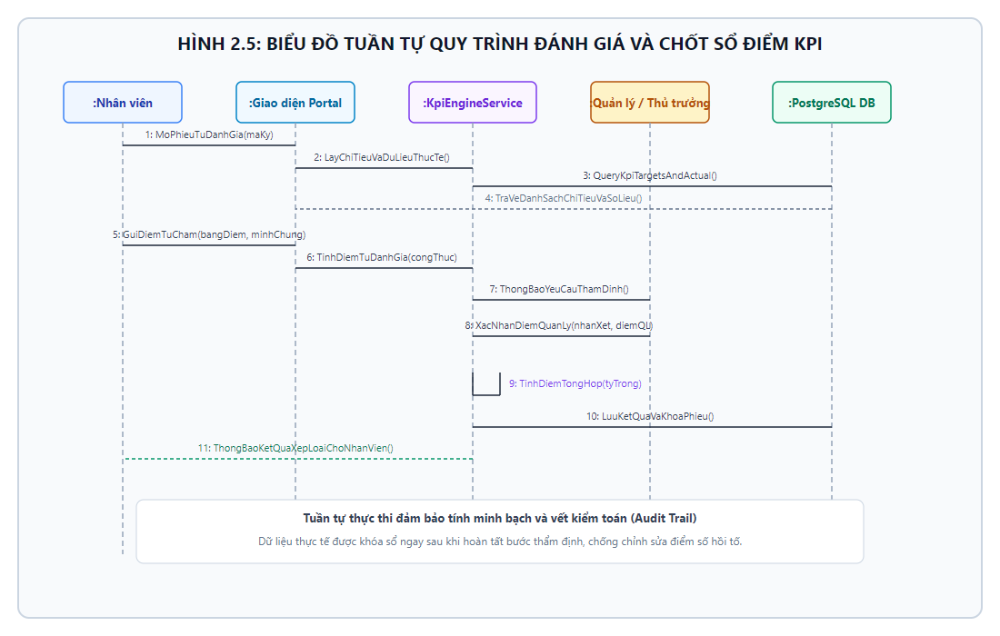 HÌNH 2.5: BIỂU ĐỒ TUẦN TỰ QUY TRÌNH ĐÁNH GIÁ VÀ CHỐT SỔ ĐIỂM KPI
:Nhân viên
:Giao diện Portal
:KpiEngineService
:Quản lý / Thủ trưởng
:PostgreSQL DB
1: MoPhieuTuDanhGia(maKy)
2: LayChiTieuVaDuLieuThucTe()
3: QueryKpiTargetsAndActual()
4: TraVeDanhSachChiTieuVaSoLieu()
5: GuiDiemTuCham(bangDiem, minhChung)
6: TinhDiemTuDanhGia(congThuc)
7: ThongBaoYeuCauThamDinh()
8: XacNhanDiemQuanLy(nhanXet, diemQL)
9: TinhDiemTongHop(tyTrong)
10: LuuKetQuaVaKhoaPhieu()
11: ThongBaoKetQuaXepLoaiChoNhanVien()
Tuần tự thực thi đảm bảo tính minh bạch và vết kiểm toán (Audit Trail)
Dữ liệu thực tế được khóa sổ ngay sau khi hoàn tất bước thẩm định, chống chỉnh sửa điểm số hồi tố.